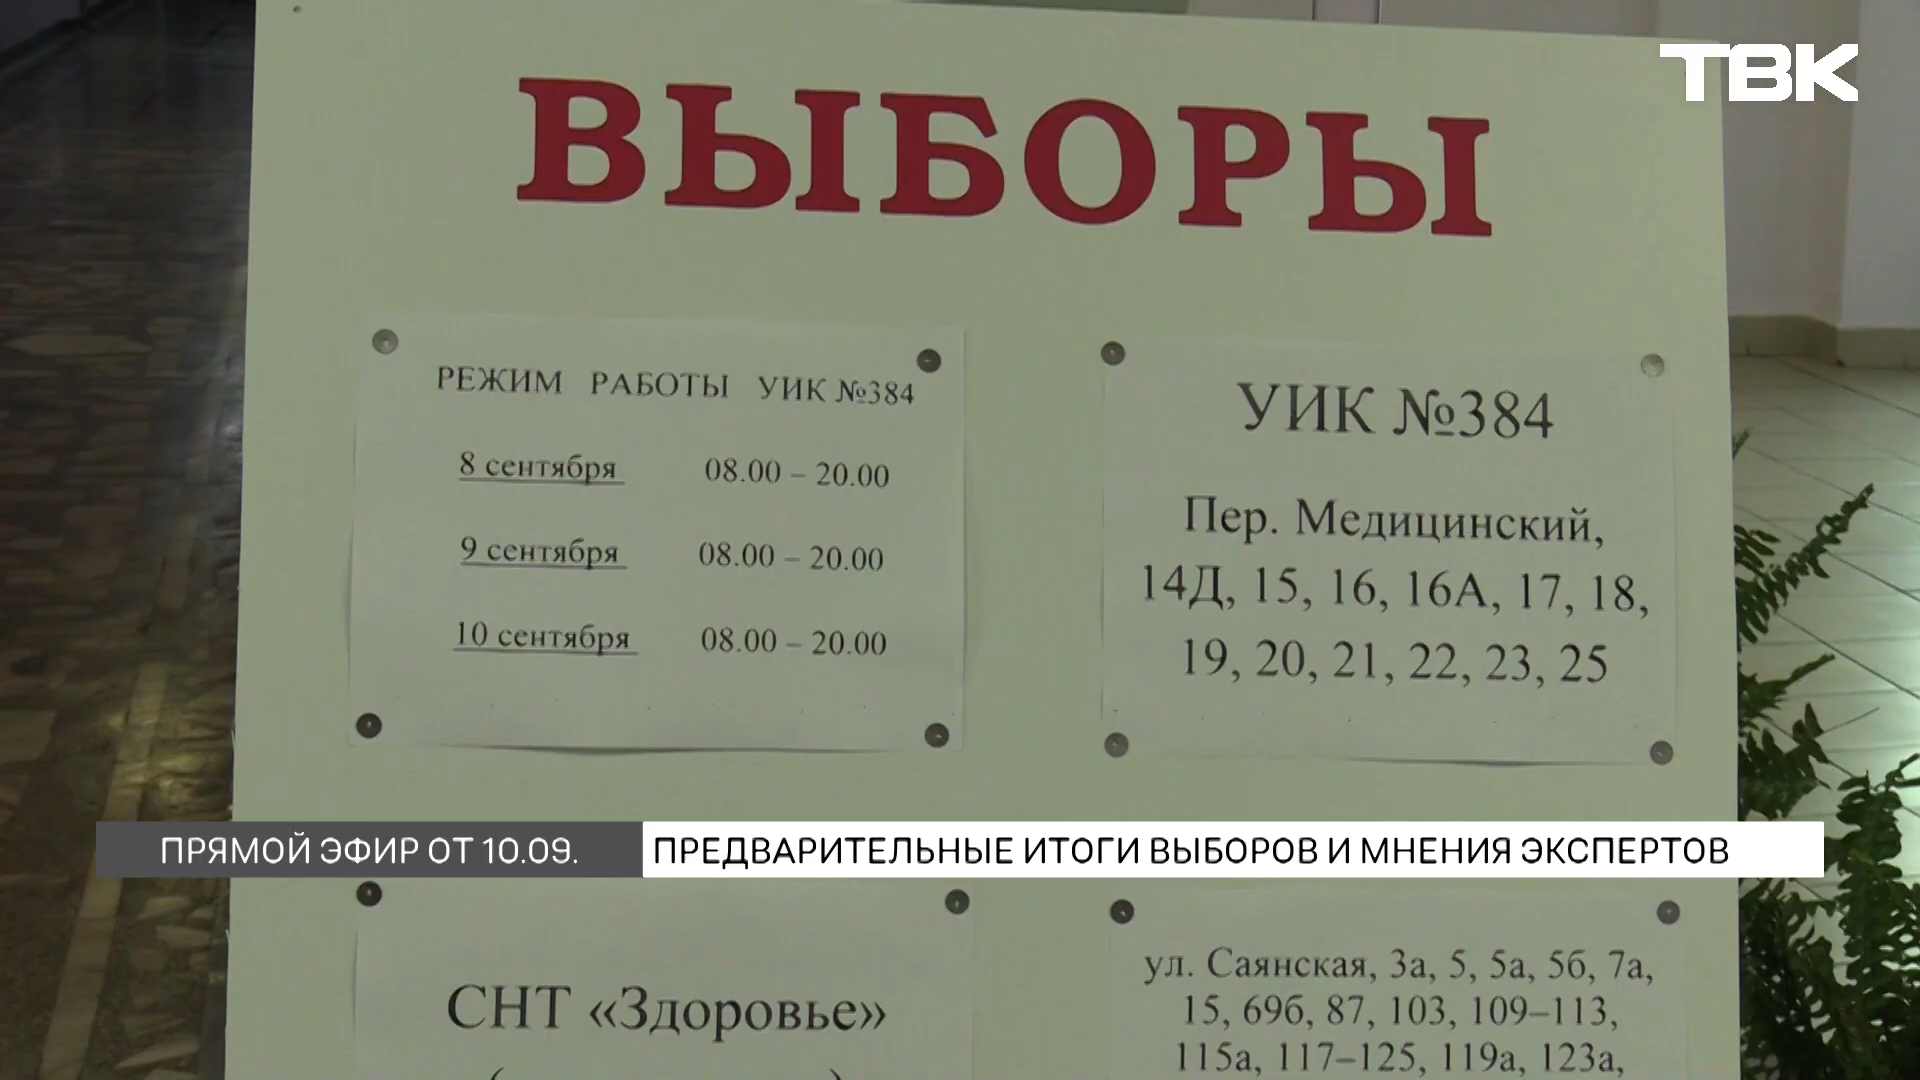 ТВК
ВЫБОРЫ
РЕЖИМ РАБОТЫ УИК №384
8 сентября 08.00 – 20.00
9 сентября 08.00 – 20.00
10 сентября 08.00 – 20.00
УИК №384
Пер. Медицинский,
14Д, 15, 16, 16А, 17, 18,
19, 20, 21, 22, 23, 25
ПРЯМОЙ ЭФИР ОТ 10.09. ПРЕДВАРИТЕЛЬНЫЕ ИТОГИ ВЫБОРОВ И МНЕНИЯ ЭКСПЕРТОВ
СНТ «Здоровье»
ул. Саянская, 3а, 5, 5а, 5б, 7а,
15, 69б, 87, 103, 109–113,
115а, 117–125, 119а, 123а,